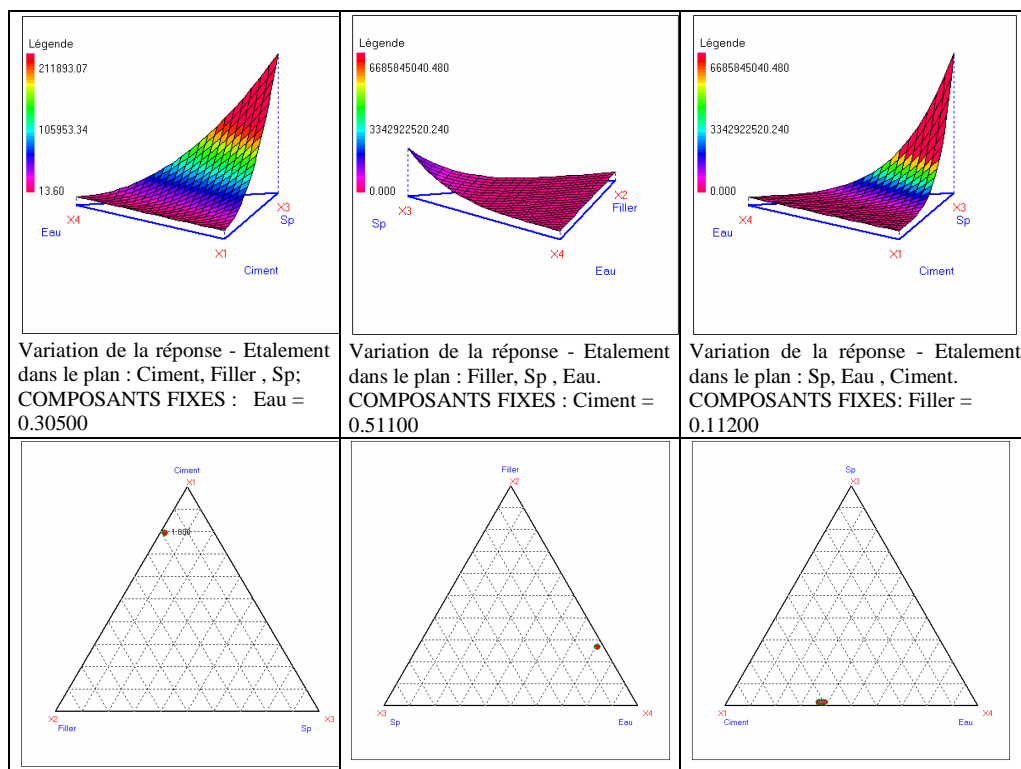 Légende
211893.07
105953.34
13.60
X4
Eau
X3
Sp
X1
Ciment
Variation de la réponse - Etalement
dans le plan : Ciment, Filler , Sp;
COMPOSANTS FIXES : Eau =
0.30500
Légende
6685845040.480
3342922520.240
0.000
X3
Sp
X2
Filler
X4
Eau
Variation de la réponse - Etalement
dans le plan : Filler, Sp , Eau.
COMPOSANTS FIXES : Ciment =
0.51100
Légende
6685845040.480
3342922520.240
0.000
X4
Eau
X3
Sp
X1
Ciment
Variation de la réponse - Etalement
dans le plan : Sp, Eau , Ciment.
COMPOSANTS FIXES: Filler =
0.11200
Ciment
X1
X2
Filler
X3
Sp
Filler
X2
X3
Sp
X4
Eau
Sp
X3
X1
Ciment
X4
Eau